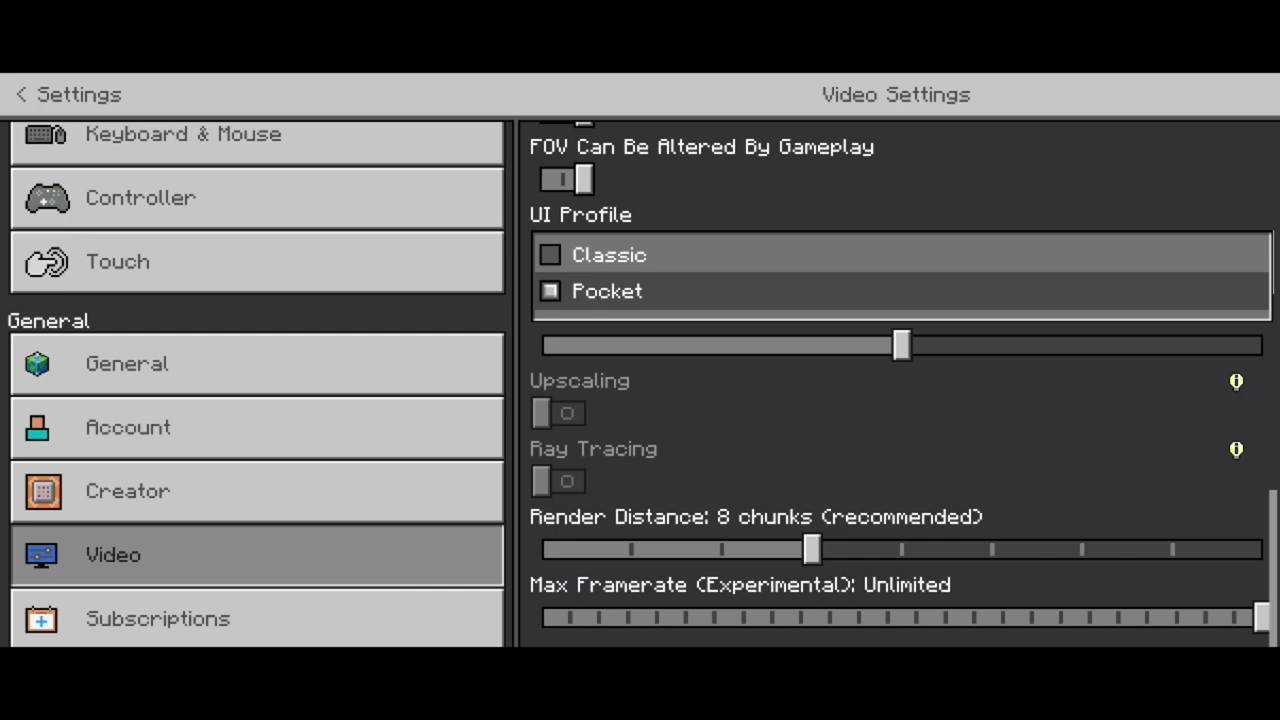 Settings
Video Settings
Keyboard & Mouse
Controller
Touch
General
General
Account
Creator
Video
Subscriptions
FOV Can Be Altered By Gameplay
UI Profile
Classic
Pocket
Upscaling
Ray Tracing
Render Distance: 8 chunks (recommended)
Max Framerate (Experimental): Unlimited